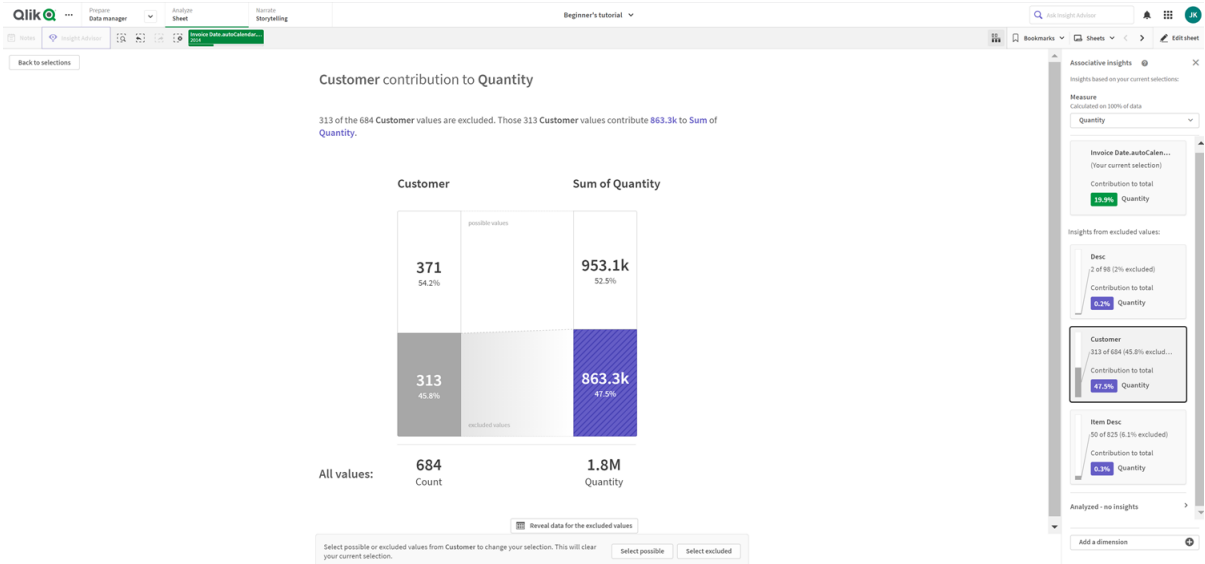 Qlik Q
...
Prepare
Data manager
Analyze
Sheet
Narrate
Storytelling
Beginner's tutorial
Ask Insight Advisor
JK
Notes
Insight Advisor
Invoice Date.autoCalendar....
2014
Bookmarks
Sheets
Edit sheet
Back to selections
Customer contribution to Quantity
313 of the 684 Customer values are excluded. Those 313 Customer values contribute 863.3k to Sum of
Quantity.
Customer
Sum of Quantity
possible values
371
54.2%
953.1k
52.5%
313
45.8%
863.3k
47.5%
excluded values
All values:
684
Count
1.8M
Quantity
Reveal data for the excluded values
Select possible or excluded values from Customer to change your selection. This will clear
your current selection.
Select possible
Select excluded
Associative insights
Insights based on your current selections:
Measure
Calculated on 100% of data
Quantity
Invoice Date.autoCalen...
(Your current selection)
Contribution to total
19.9% Quantity
Insights from excluded values:
Desc
2 of 98 (2% excluded)
Contribution to total
0.2% Quantity
Customer
313 of 684 (45.8% exclud...
Contribution to total
47.5% Quantity
Item Desc
50 of 825 (6.1% excluded)
Contribution to total
0.3% Quantity
Analyzed - no insights
Add a dimension